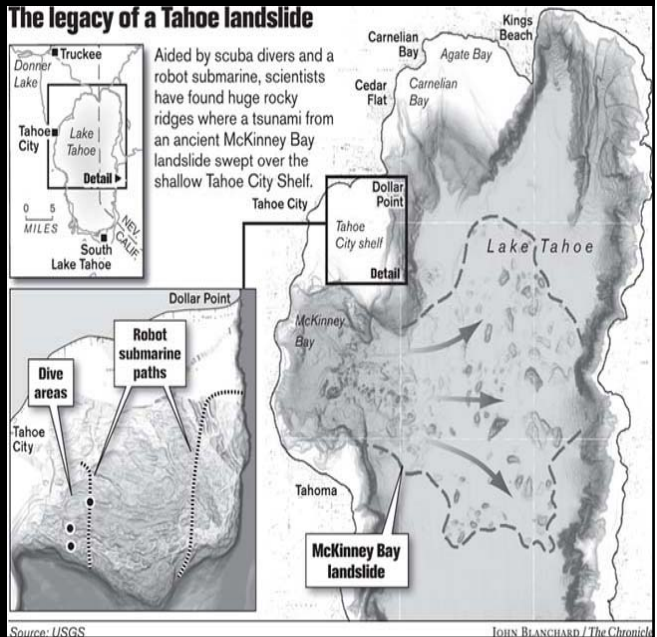 The legacy of a Tahoe landslide
Truckee
Donner
Lake
Tahoe
City
Lake
Tahoe
Detail
0 5
MILES
NEV.
CALIF.
South
Lake Tahoe
Aided by scuba divers and a
robot submarine, scientists
have found huge rocky
ridges where a tsunami from
an ancient McKinney Bay
landslide swept over the
shallow Tahoe City Shelf.
Kings
Beach
Carnelian
Bay
Agate Bay
Cedar
Flat
Carnelian
Bay
Tahoe City
Dollar
Point
Tahoe
City shelf
Detail
Lake Tahoe
McKinney
Bay
Tahoma
McKinney Bay
landslide
Dollar Point
Robot
submarine
paths
Dive
areas
Tahoe
City
Source: USGS
JOHN BLANCHARD / The Chronicle